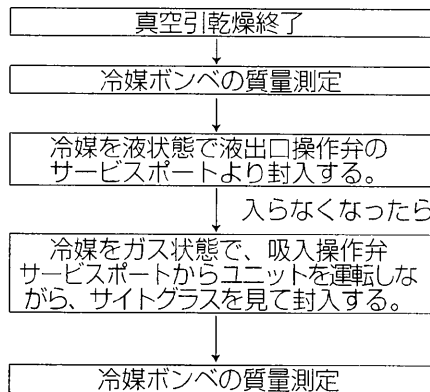 真空引乾燥終了
冷媒ボンベの質量測定
冷媒を液状態で液出口操作弁の
サービスポートより封入する。
入らなくなったら
冷媒をガス状態で、吸入操作弁
サービスポートからユニットを運転しな
がら、サイトグラスを見て封入する。
冷媒ボンベの質量測定